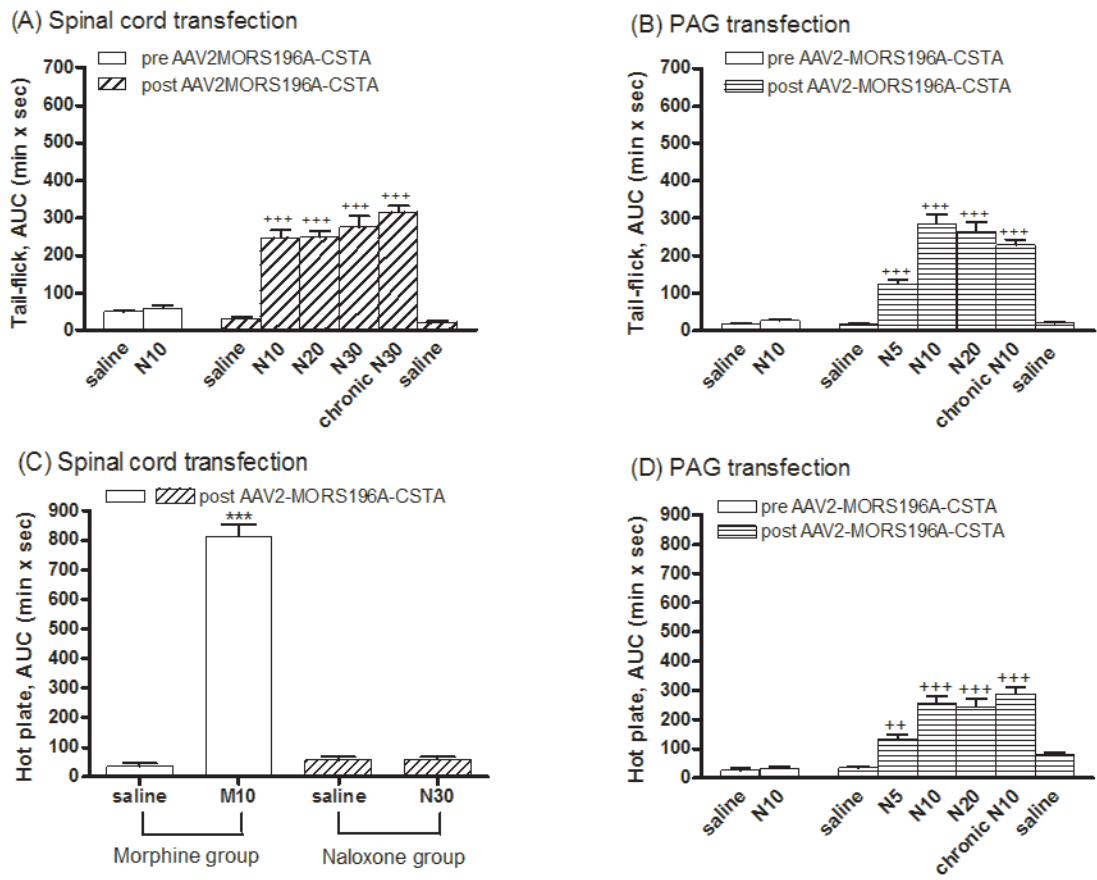 (A) Spinal cord transfection
pre AAV2MORS196A-CSTA
post AAV2MORS196A-CSTA
Tail-flick, AUC (min x sec)
700
600
500
400
300
200
100
0
+++ +++ +++ +++
saline N10 saline N10 N20 N30 chronic N30 saline
(B) PAG transfection
pre AAV2-MORS196A-CSTA
post AAV2-MORS196A-CSTA
Tail-flick, AUC (min x sec)
700
600
500
400
300
200
100
0
+++ +++ +++ +++
saline N10 saline N5 N10 N20 chronic N10 saline
(C) Spinal cord transfection
post AAV2-MORS196A-CSTA
Hot plate, AUC (min x sec)
900
800
700
600
500
400
300
200
100
0
***
saline M10 saline N30
Morphine group Naloxone group
(D) PAG transfection
pre AAV2-MORS196A-CSTA
post AAV2-MORS196A-CSTA
Hot plate, AUC (min x sec)
900
800
700
600
500
400
300
200
100
0
++ +++ +++ +++
saline N10 saline N5 N10 N20 chronic N10 saline